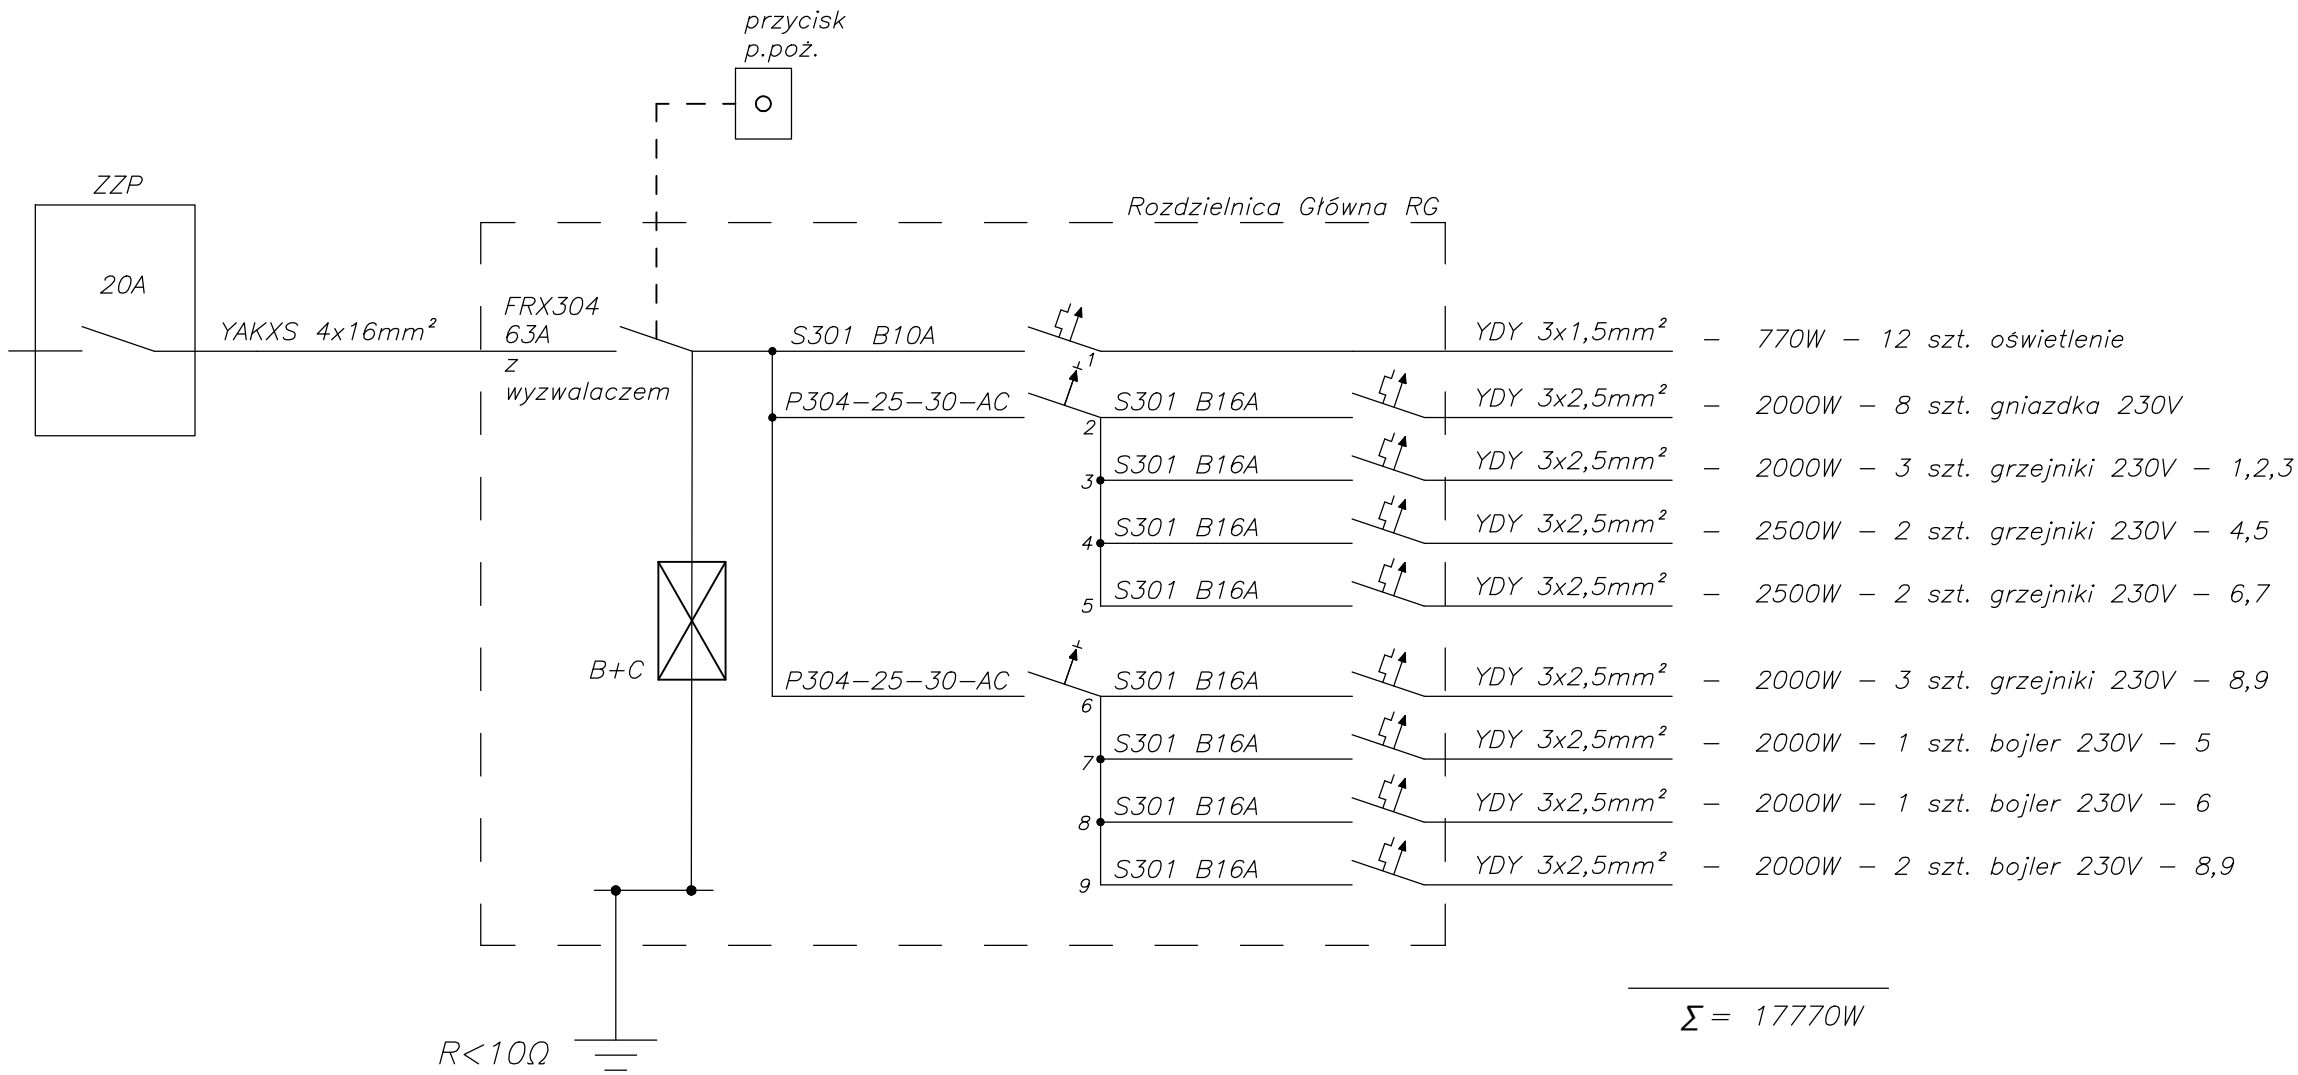 przycisk
p.poż.
ZZP
20A
YAKXS 4x16mm²
Rozdzielnica Główna RG
FRX304
63A
z
wyzwalaczem
B+C
R<10Ω
S301 B10A
1
YDY 3x1,5mm² – 770W – 12 szt. oświetlenie
P304-25-30-AC
2
S301 B16A
YDY 3x2,5mm² – 2000W – 8 szt. gniazdka 230V
3
S301 B16A
YDY 3x2,5mm² – 2000W – 3 szt. grzejniki 230V – 1,2,3
4
S301 B16A
YDY 3x2,5mm² – 2500W – 2 szt. grzejniki 230V – 4,5
5
S301 B16A
YDY 3x2,5mm² – 2500W – 2 szt. grzejniki 230V – 6,7
P304-25-30-AC
6
S301 B16A
YDY 3x2,5mm² – 2000W – 3 szt. grzejniki 230V – 8,9
7
S301 B16A
YDY 3x2,5mm² – 2000W – 1 szt. bojler 230V – 5
8
S301 B16A
YDY 3x2,5mm² – 2000W – 1 szt. bojler 230V – 6
9
S301 B16A
YDY 3x2,5mm² – 2000W – 2 szt. bojler 230V – 8,9
Σ = 17770W